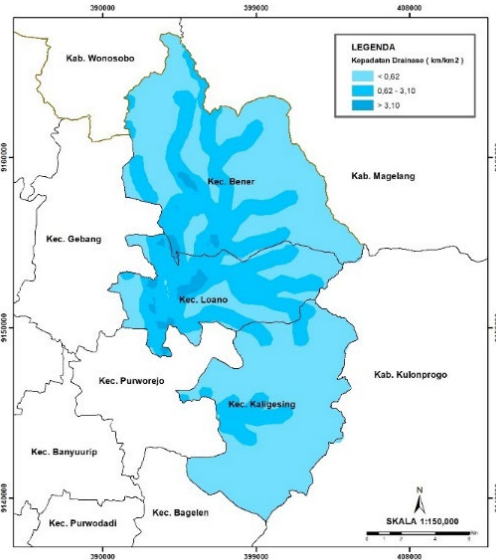 390000
399000
408000
Kab. Wonosobo
LEGENDA
Kepadatan Drainase ( km/km2 )
< 0,62
0,62 - 3,10
> 3,10
9160000
Kec. Bener
Kab. Magelang
Kec. Gebang
Kec. Loano
9150000
Kec. Purworejo
Kab. Kulonprogo
Kec. Kaligesing
Kec. Banyuurip
N
9140000
Kec. Bagelen
SKALA 1:150,000
Kec. Purwodadi
390000
399000
408000